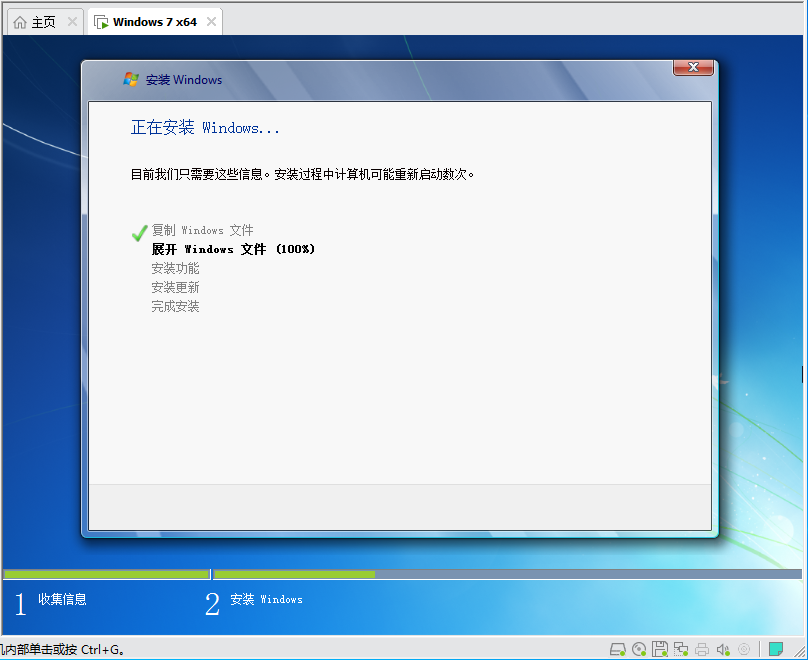 主页
Windows 7 x64
安装 Windows
正在安装 Windows...
目前我们只需要这些信息。安装过程中计算机可能重新启动数次。
复制 Windows 文件
展开 Windows 文件 (100%)
安装功能
安装更新
完成安装
1 收集信息
2 安装 Windows
内部单击或按 Ctrl+G。